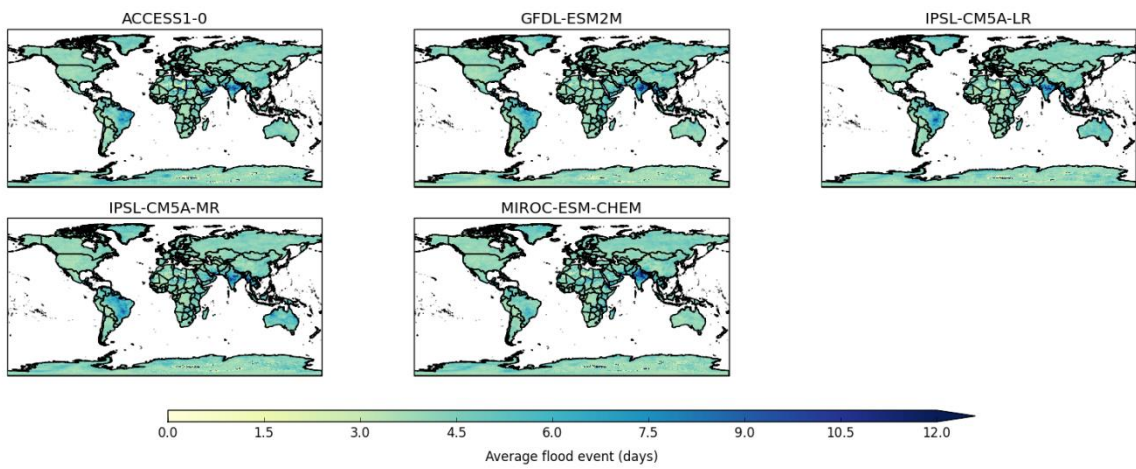 ACCESS1-0 GFDL-ESM2M IPSL-CM5A-LR
IPSL-CM5A-MR MIROC-ESM-CHEM
0.0 1.5 3.0 4.5 6.0 7.5 9.0 10.5 12.0
Average flood event (days)